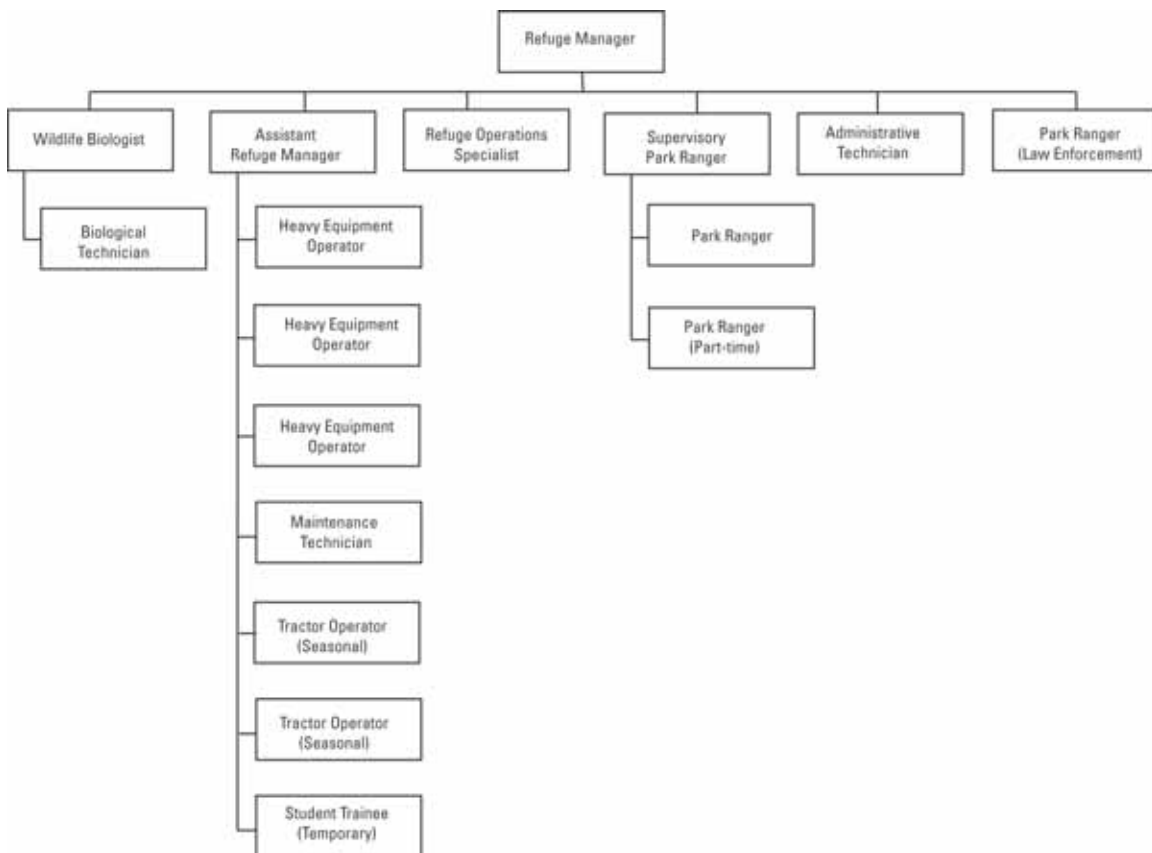 Refuge Manager
Wildlife Biologist
Assistant
Refuge Manager
Refuge Operations
Specialist
Supervisory
Park Ranger
Administrative
Technician
Park Ranger
(Law Enforcement)
Biological
Technician
Heavy Equipment
Operator
Heavy Equipment
Operator
Heavy Equipment
Operator
Maintenance
Technician
Tractor Operator
(Seasonal)
Tractor Operator
(Seasonal)
Student Trainee
(Temporary)
Park Ranger
Park Ranger
(Part-time)